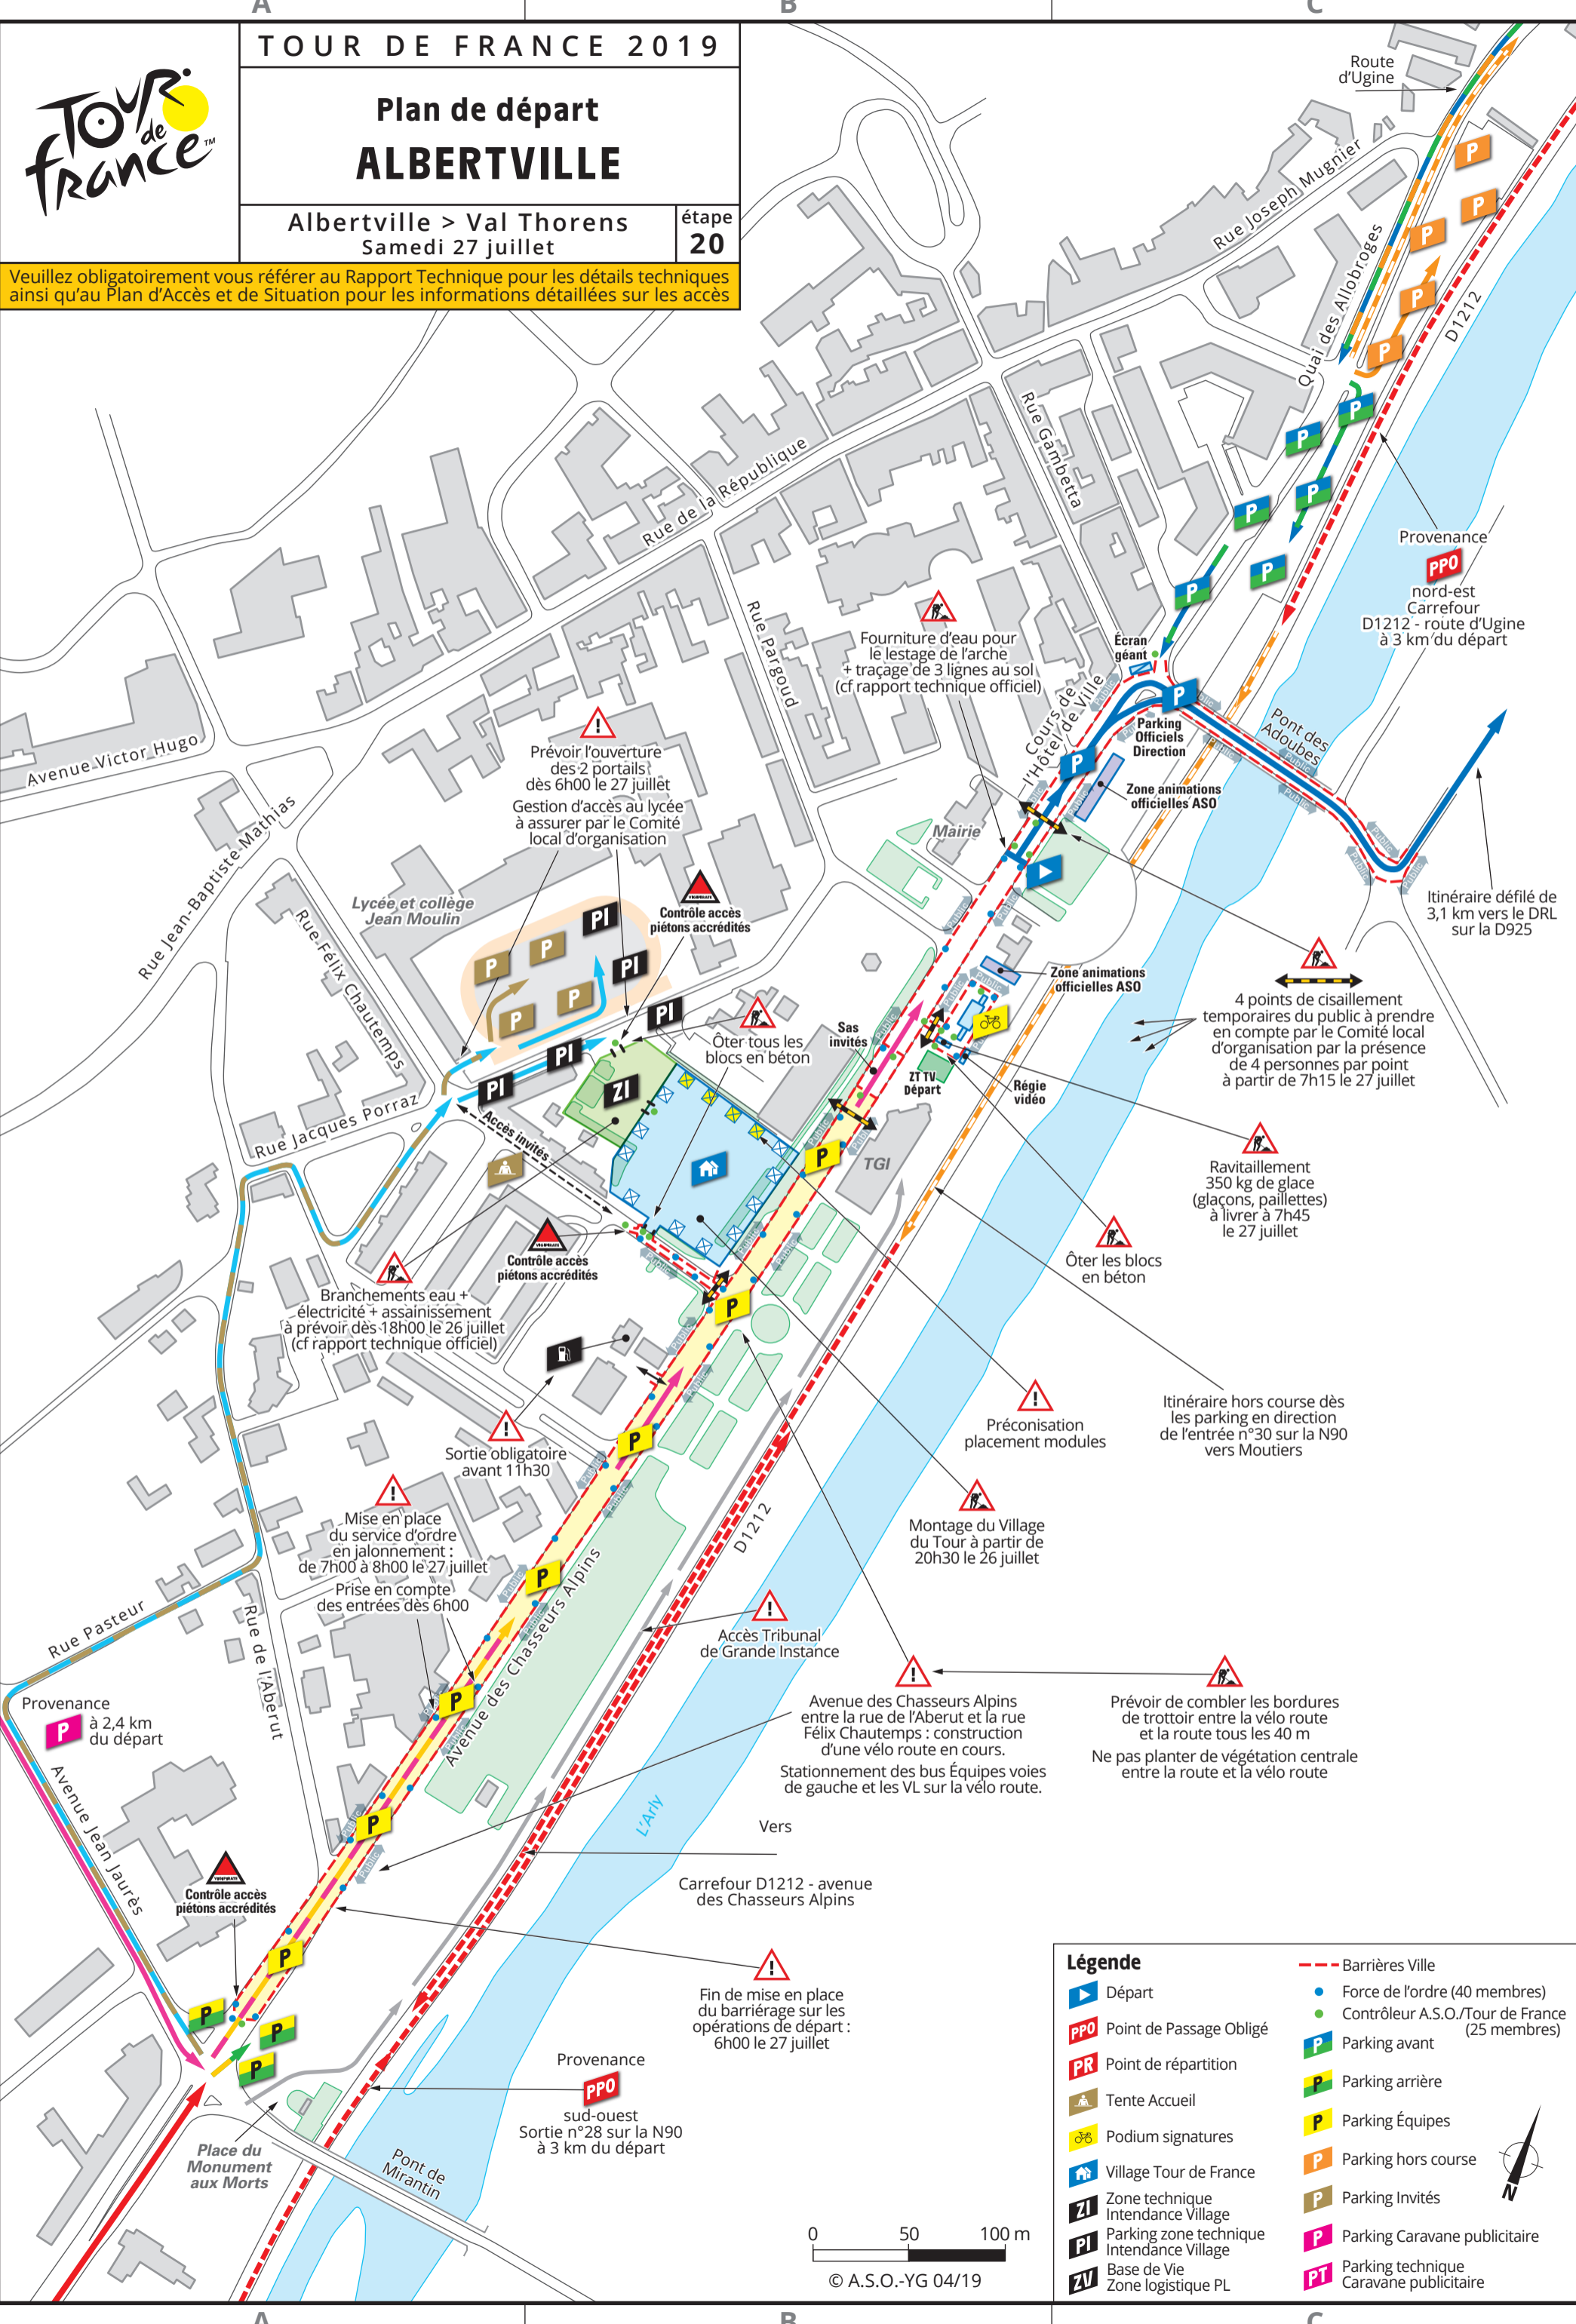 A
B
C
TOUR de france™
TOUR DE FRANCE 2019
Plan de départ
ALBERTVILLE
Albertville > Val Thorens
Samedi 27 juillet
étape
20
Veuillez obligatoirement vous référer au Rapport Technique pour les détails techniques
ainsi qu’au Plan d’Accès et de Situation pour les informations détaillées sur les accès
Route
d’Ugine
Rue Joseph Mugnier
Quai des Allobroges
D1212
P
P
P
P
P
P
P
P
P
P
P
Rue Gambetta
Rue de la République
Rue Pargoud
Provenance
PPO
nord-est
Carrefour
D1212 - route d’Ugine
à 3 km du départ
Fourniture d’eau pour
le lestage de l’arche
+ traçage de 3 lignes au sol
(cf rapport technique officiel)
Écran
géant
Cours de
l’Hôtel de Ville
P
Parking
Officiels
Direction
P
Pont des
Adoubes
Zone animations
officielles ASO
Mairie
Itinéraire défilé de
3,1 km vers le DRL
sur la D925
Avenue Victor Hugo
Rue Jean-Baptiste Mathias
Prévoir l’ouverture
des 2 portails
dès 6h00 le 27 juillet
Gestion d’accès au lycée
à assurer par le Comité
local d’organisation
Lycée et collège
Jean Moulin
Contrôle accès
piétons accrédités
Rue Félix Chautemps
P
P
P
P
PI
PI
PI
PI
PI
ZI
Ôter tous les
blocs en béton
Sas
invités
Zone animations
officielles ASO
ZT TV
Départ
Régie
vidéo
4 points de cisaillement
temporaires du public à prendre
en compte par le Comité local
d’organisation par la présence
de 4 personnes par point
à partir de 7h15 le 27 juillet
Rue Jacques Porraz
Accès invités
TGI
P
Ravitaillement
350 kg de glace
(glaçons, paillettes)
à livrer à 7h45
le 27 juillet
Ôter les blocs
en béton
Contrôle accès
piétons accrédités
Branchements eau +
électricité + assainissement
à prévoir dès 18h00 le 26 juillet
(cf rapport technique officiel)
P
Public
Sortie obligatoire
avant 11h30
P
Préconisation
placement modules
Itinéraire hors course dès
les parking en direction
de l’entrée n°30 sur la N90
vers Moutiers
Montage du Village
du Tour à partir de
20h30 le 26 juillet
Mise en place
du service d’ordre
en jalonnement :
de 7h00 à 8h00 le 27 juillet
Prise en compte
des entrées dès 6h00
P
D1212
Avenue des Chasseurs Alpins
Rue Pasteur
Rue de l’Aberut
Accès Tribunal
de Grande Instance
P
Provenance
P
à 2,4 km
du départ
Avenue des Chasseurs Alpins
entre la rue de l’Aberut et la rue
Félix Chautemps : construction
d’une vélo route en cours.
Stationnement des bus Équipes voies
de gauche et les VL sur la vélo route.
Prévoir de combler les bordures
de trottoir entre la vélo route
et la route tous les 40 m
Ne pas planter de végétation centrale
entre la route et la vélo route
Avenue Jean Jaurès
P
L’Arly
Vers
Carrefour D1212 - avenue
des Chasseurs Alpins
Contrôle accès
piétons accrédités
P
P
P
P
Fin de mise en place
du barriérage sur les
opérations de départ :
6h00 le 27 juillet
Provenance
PPO
sud-ouest
Sortie n°28 sur la N90
à 3 km du départ
Place du
Monument
aux Morts
Pont de
Mirantin
0 50 100 m
© A.S.O.-YG 04/19
Légende
Départ
PPO Point de Passage Obligé
PR Point de répartition
Tente Accueil
Podium signatures
Village Tour de France
ZI Zone technique
Intendance Village
PI Parking zone technique
Intendance Village
ZV Base de Vie
Zone logistique PL
Barrières Ville
Force de l’ordre (40 membres)
Contrôleur A.S.O./Tour de France
(25 membres)
P Parking avant
P Parking arrière
P Parking Équipes
P Parking hors course
P Parking Invités
P Parking Caravane publicitaire
PT Parking technique
Caravane publicitaire
N
A
B
C